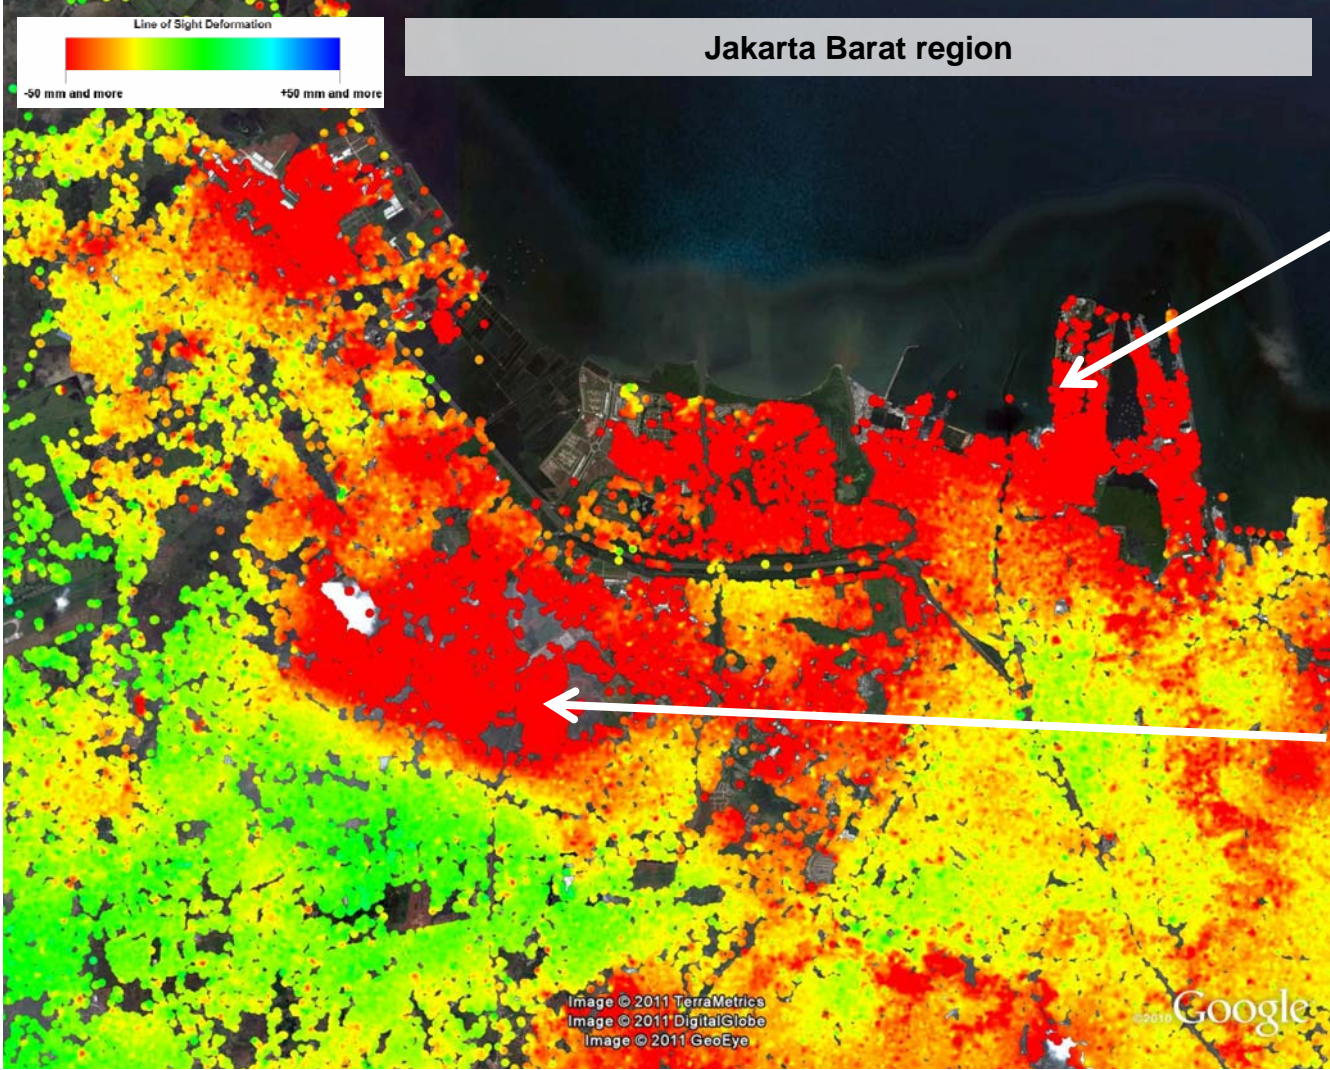 Line of Sight Deformation
-50 mm and more
+50 mm and more
Jakarta Barat region
Image © 2011 TerraMetrics
Image © 2011 DigitalGlobe
Image © 2011 GeoEye
©2010 Google